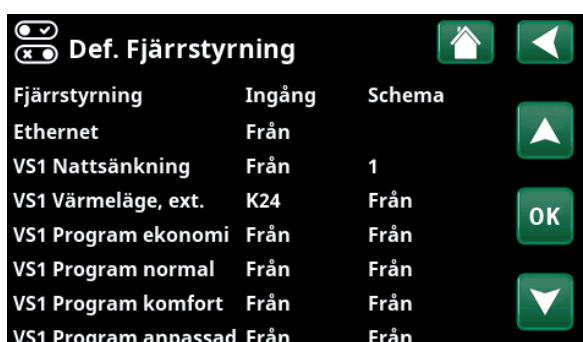 Def. Fjärrstyrning
Fjärrstyrning Ingång Schema
Ethernet Från
VS1 Nattsänkning Från 1
VS1 Värmeläge, ext. K24 Från
OK
VS1 Program ekonomi Från Från
VS1 Program normal Från Från
VS1 Program komfort Från Från
VS1 Program anpassad Från Från